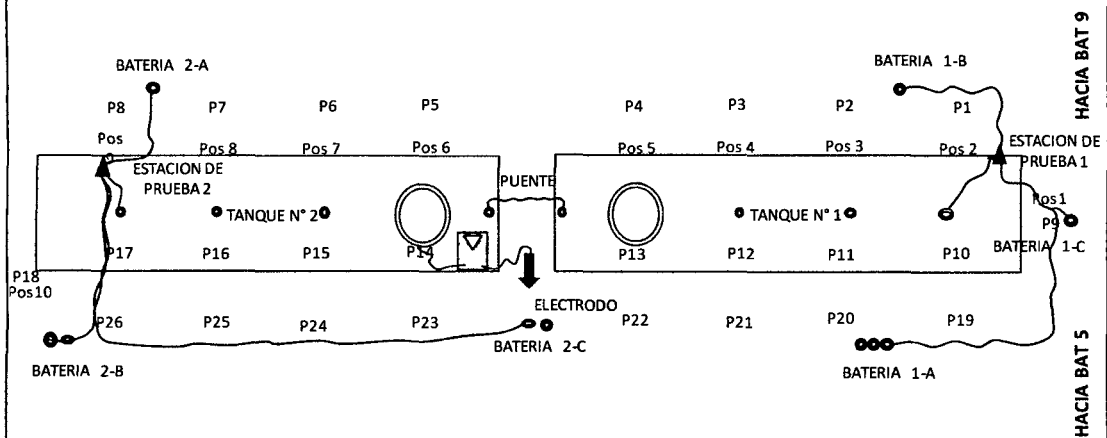 HACIA BAT 9
BATERIA 2-A
BATERIA 1-B
P8 P7 P6 P5 P4 P3 P2 P1
Pos Pos 8 Pos 7 Pos 6 Pos 5 Pos 4 Pos 3 Pos 2
ESTACION DE
PRUEBA 2
ESTACION DE
PRUEBA 1
PUENTE
Pos1
P9
TANQUE N° 2
TANQUE N° 1
BATERIA 1-C
P17 P16 P15 P14 P13 P12 P11 P10
P18
Pos10
ELECTRODO
P26 P25 P24 P23 P22 P21 P20 P19
BATERIA 2-B
BATERIA 2-C
BATERIA 1-A
HACIA BAT 5